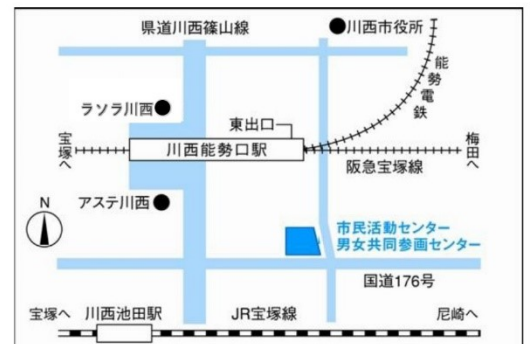 県道川西篠山線
川西市役所
能勢電鉄
ラソラ川西
東出口
宝塚へ
川西能勢口駅
梅田へ
阪急宝塚線
アステ川西
N
市民活動センター
男女共同参画センター
国道176号
宝塚へ
川西池田駅
JR宝塚線
尼崎へ